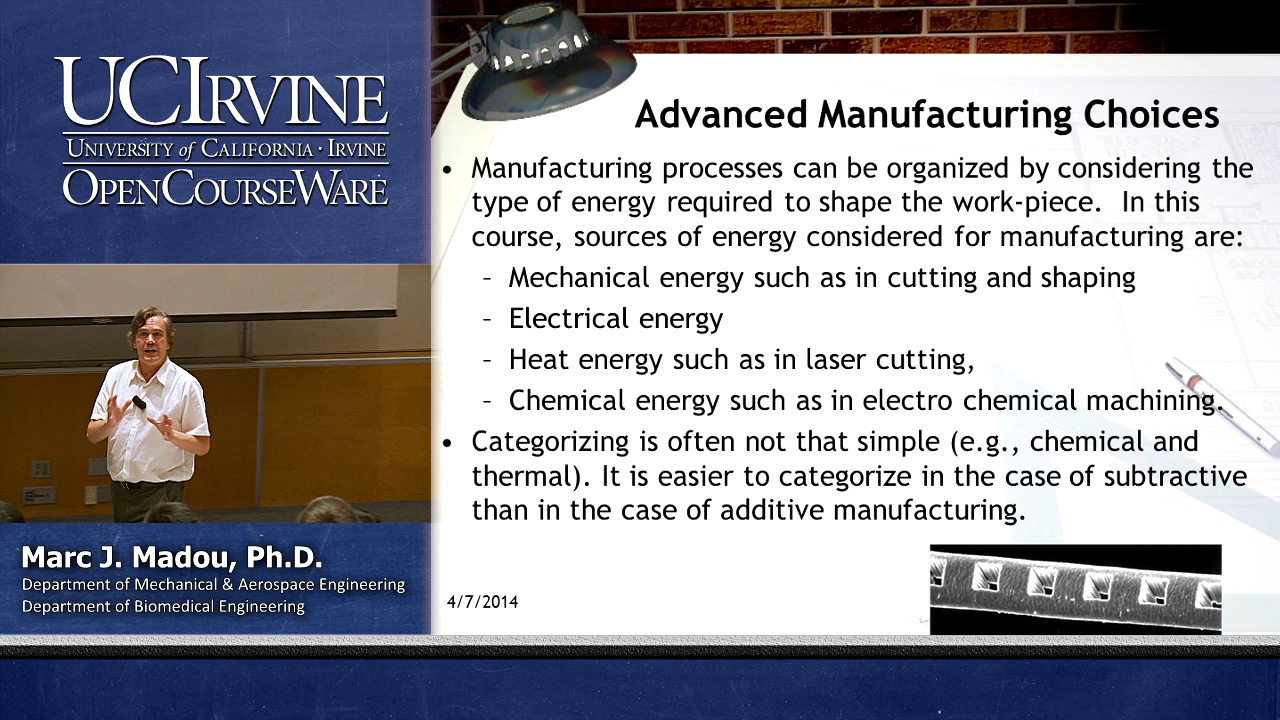 UCIRVINE
UNIVERSITY of CALIFORNIA · IRVINE
OPENCOURSEWARE
Marc J. Madou, Ph.D.
Department of Mechanical & Aerospace Engineering
Department of Biomedical Engineering
Advanced Manufacturing Choices
• Manufacturing processes can be organized by considering the
type of energy required to shape the work-piece.  In this
course, sources of energy considered for manufacturing are:
– Mechanical energy such as in cutting and shaping
– Electrical energy
– Heat energy such as in laser cutting,
– Chemical energy such as in electro chemical machining.
• Categorizing is often not that simple (e.g., chemical and
thermal). It is easier to categorize in the case of subtractive
than in the case of additive manufacturing.
4/7/2014